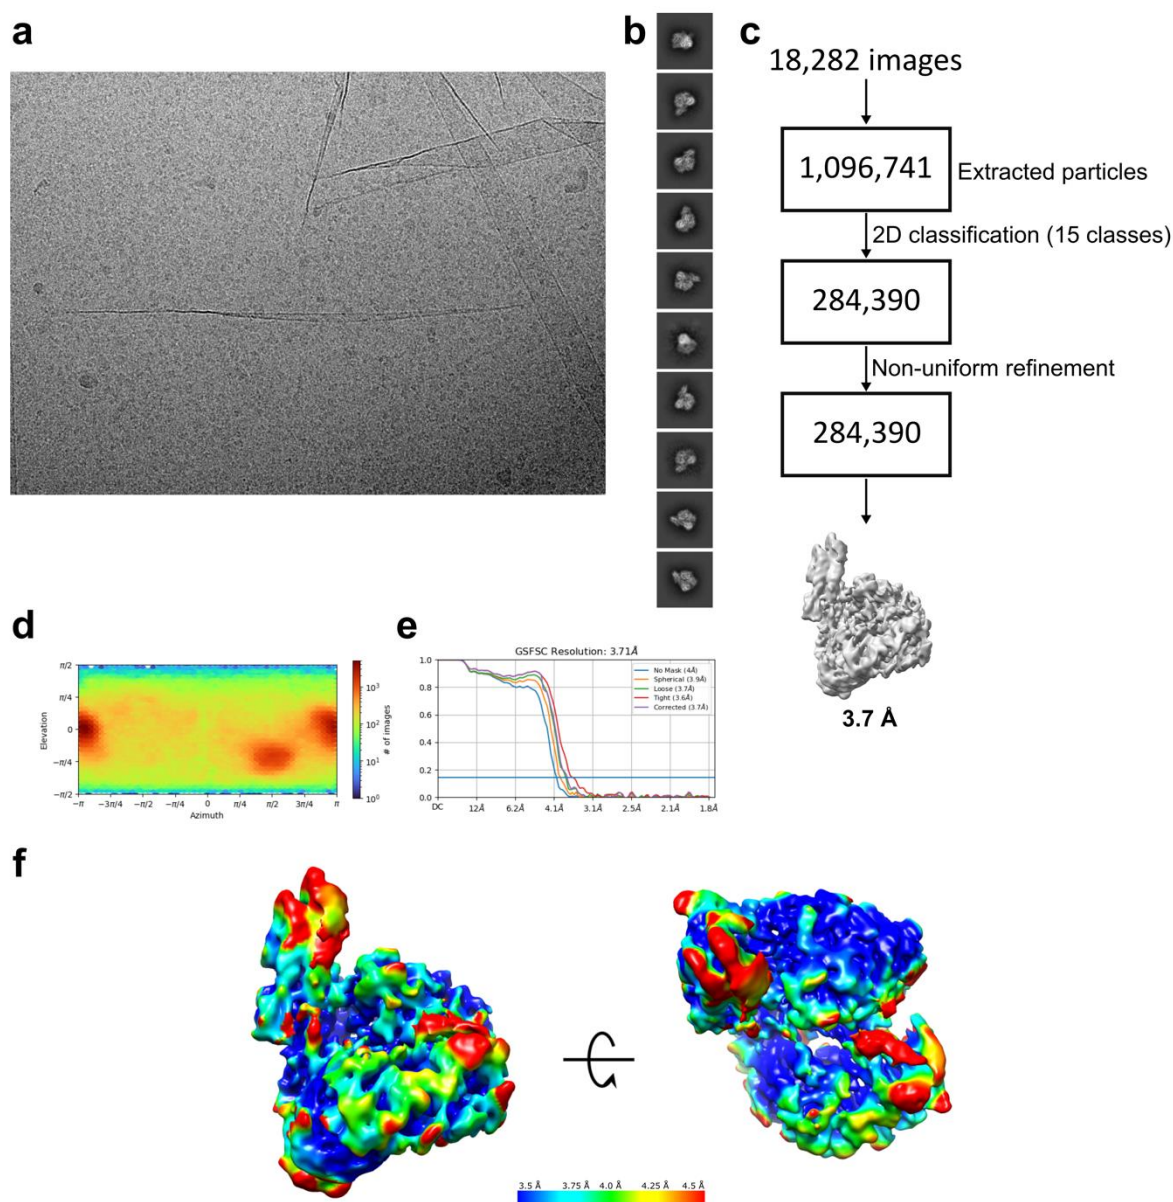 a
b
c
18,282 images
1,096,741
Extracted particles
2D classification (15 classes)
284,390
Non-uniform refinement
284,390
3.7 Å
d
π/2
π/4
0
−π/4
−π/2
Elevation
−π
−3π/4
−π/2
−π/4
0
π/4
π/2
3π/4
π
Azimuth
10³
10²
10¹
10⁰
# of images
e
GSFSC Resolution: 3.71Å
No Mask (4Å)
Spherical (3.9Å)
Loose (3.7Å)
Tight (3.6Å)
Corrected (3.7Å)
1.0
0.8
0.6
0.4
0.2
0.0
DC
12Å
6.2Å
4.1Å
3.1Å
2.5Å
2.1Å
1.8Å
f
3.5 Å
3.75 Å
4.0 Å
4.25 Å
4.5 Å